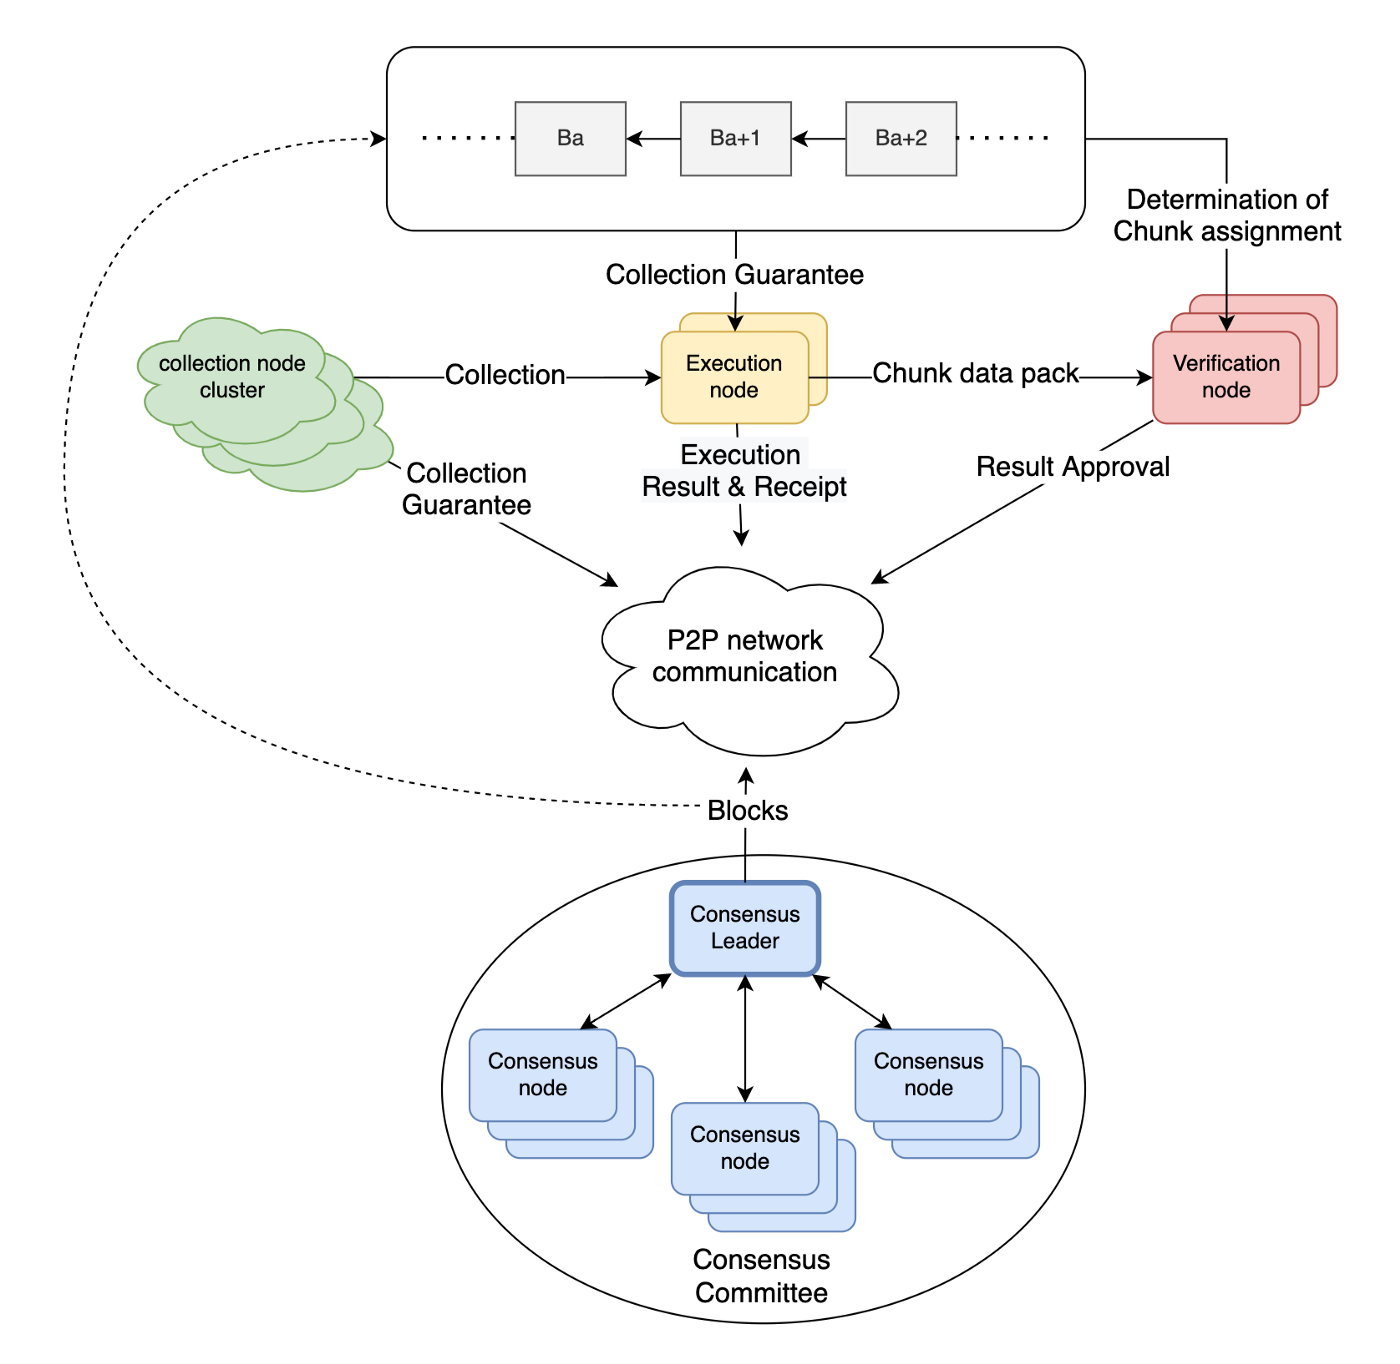 Ba
Ba+1
Ba+2
Determination of
Chunk assignment
Collection Guarantee
collection node
cluster
Collection
Execution
node
Chunk data pack
Verification
node
Collection
Guarantee
Execution
Result & Receipt
Result Approval
P2P network
communication
Blocks
Consensus
Leader
Consensus
node
Consensus
node
Consensus
node
Consensus
Committee